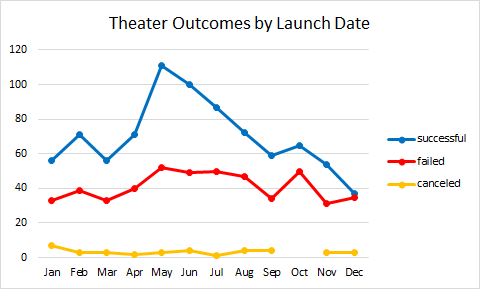 Theater Outcomes by Launch Date
120
100
80
60
40
20
0
Jan Feb Mar Apr May Jun Jul Aug Sep Oct Nov Dec
successful
failed
canceled